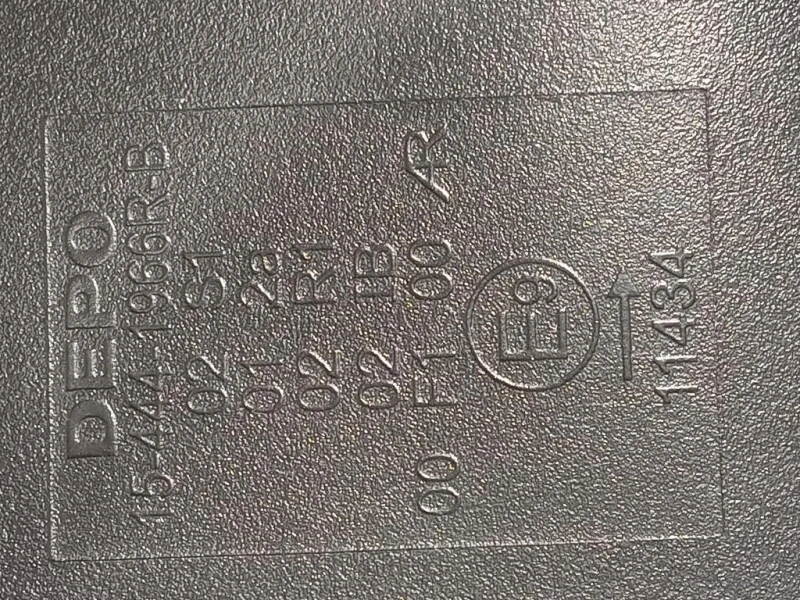 DEPO
15-444-1966R-B
02 S1
01 2a
02 R1
02 IB
00 F1 00 AR
E9
11434